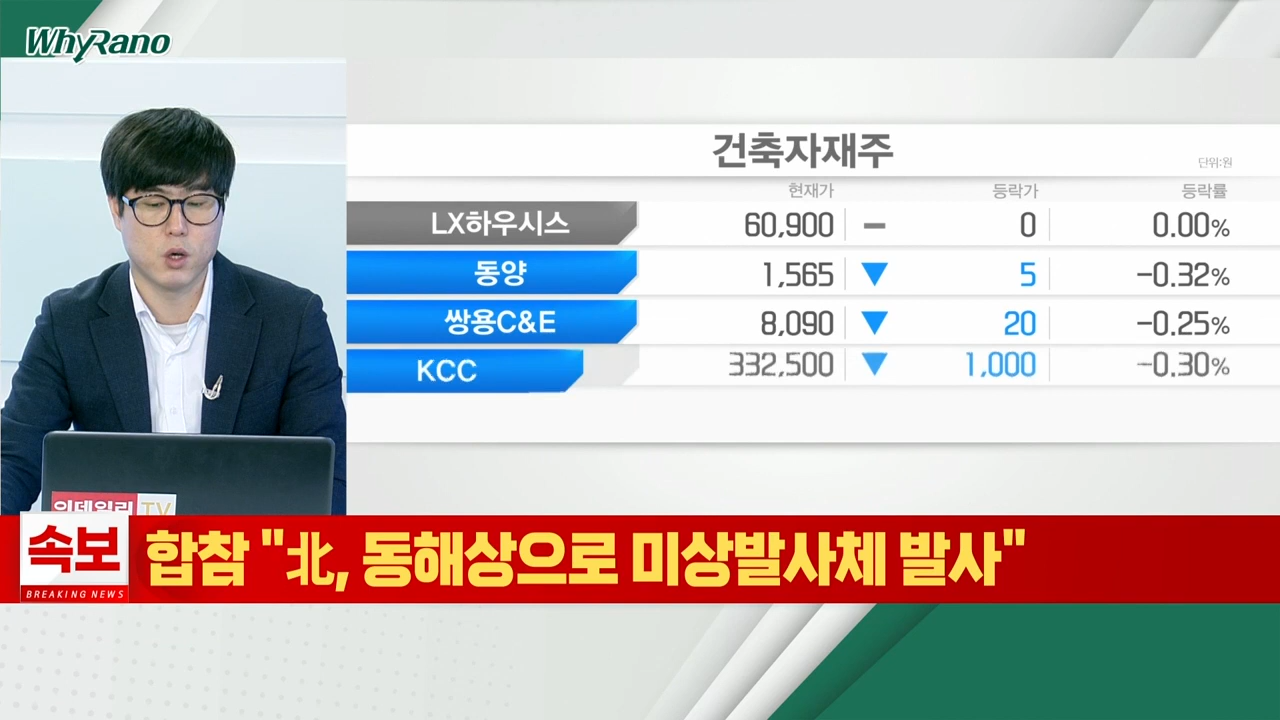 WhyRano
건축자재주
단위:원
현재가 등락가 등락률
LX하우시스 60,900 0 0.00%
동양 1,565 ▼ 5 -0.32%
쌍용C&E 8,090 ▼ 20 -0.25%
KCC 332,500 ▼ 1,000 -0.30%
이데일리 TV
속보
BREAKING NEWS
합참 "北, 동해상으로 미상발사체 발사"